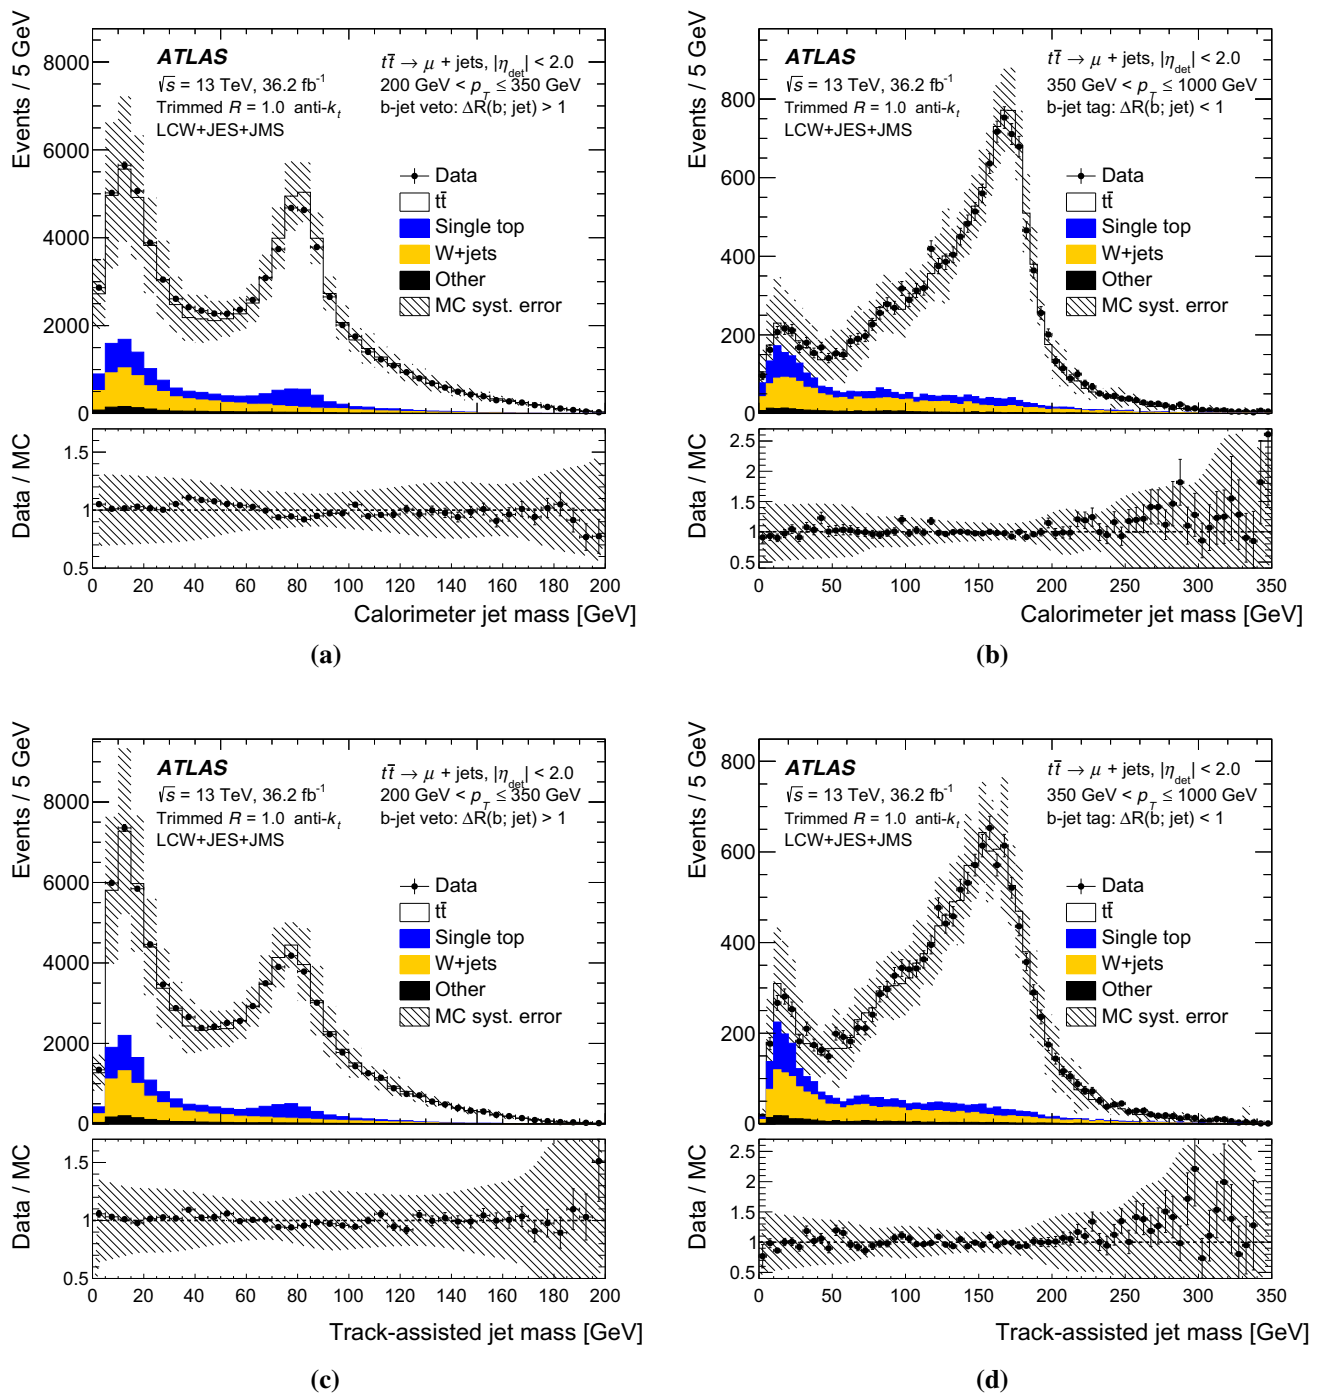 Events / 5 GeV
8000
6000
4000
2000
0
ATLAS
√s = 13 TeV, 36.2 fb⁻¹
Trimmed R = 1.0 anti-kₜ
LCW+JES+JMS
tt̄ → μ + jets, |η_det| < 2.0
200 GeV < p_T ≤ 350 GeV
b-jet veto: ΔR(b; jet) > 1
Data
tt̄
Single top
W+jets
Other
MC syst. error
Data / MC
1.5
1
0.5
0 20 40 60 80 100 120 140 160 180 200
Calorimeter jet mass [GeV]
(a)
Events / 5 GeV
800
600
400
200
0
ATLAS
√s = 13 TeV, 36.2 fb⁻¹
Trimmed R = 1.0 anti-kₜ
LCW+JES+JMS
tt̄ → μ + jets, |η_det| < 2.0
350 GeV < p_T ≤ 1000 GeV
b-jet tag: ΔR(b; jet) < 1
Data
tt̄
Single top
W+jets
Other
MC syst. error
Data / MC
2.5
2
1.5
1
0.5
0 50 100 150 200 250 300 350
Calorimeter jet mass [GeV]
(b)
Events / 5 GeV
8000
6000
4000
2000
0
ATLAS
√s = 13 TeV, 36.2 fb⁻¹
Trimmed R = 1.0 anti-kₜ
LCW+JES+JMS
tt̄ → μ + jets, |η_det| < 2.0
200 GeV < p_T ≤ 350 GeV
b-jet veto: ΔR(b; jet) > 1
Data
tt̄
Single top
W+jets
Other
MC syst. error
Data / MC
1.5
1
0.5
0 20 40 60 80 100 120 140 160 180 200
Track-assisted jet mass [GeV]
(c)
Events / 5 GeV
800
600
400
200
0
ATLAS
√s = 13 TeV, 36.2 fb⁻¹
Trimmed R = 1.0 anti-kₜ
LCW+JES+JMS
tt̄ → μ + jets, |η_det| < 2.0
350 GeV < p_T ≤ 1000 GeV
b-jet tag: ΔR(b; jet) < 1
Data
tt̄
Single top
W+jets
Other
MC syst. error
Data / MC
2.5
2
1.5
1
0.5
0 50 100 150 200 250 300 350
Track-assisted jet mass [GeV]
(d)